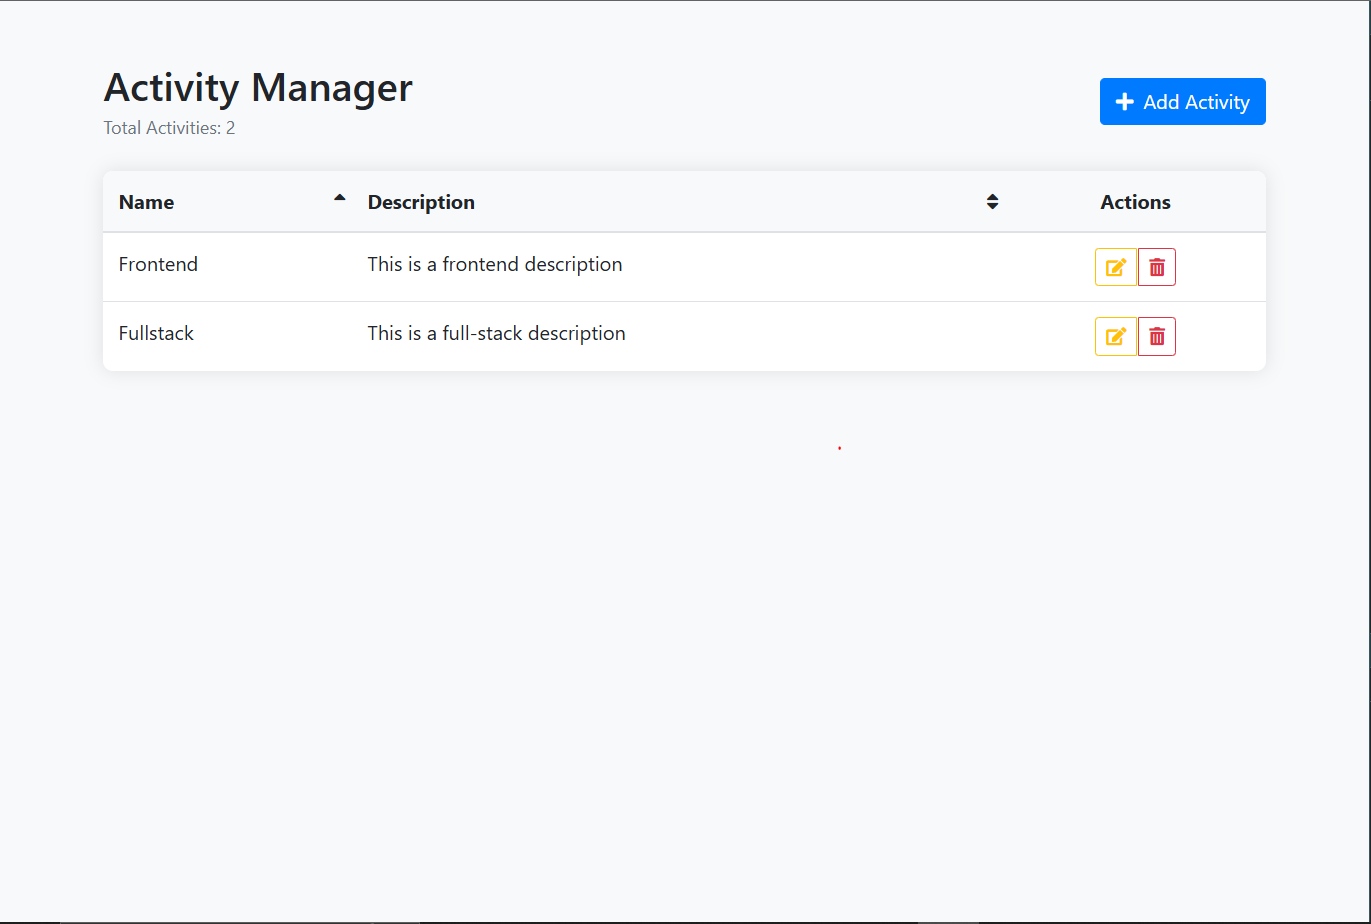 Activity Manager
Total Activities: 2
Add Activity
Name Description Actions
Frontend This is a frontend description
Fullstack This is a full-stack description